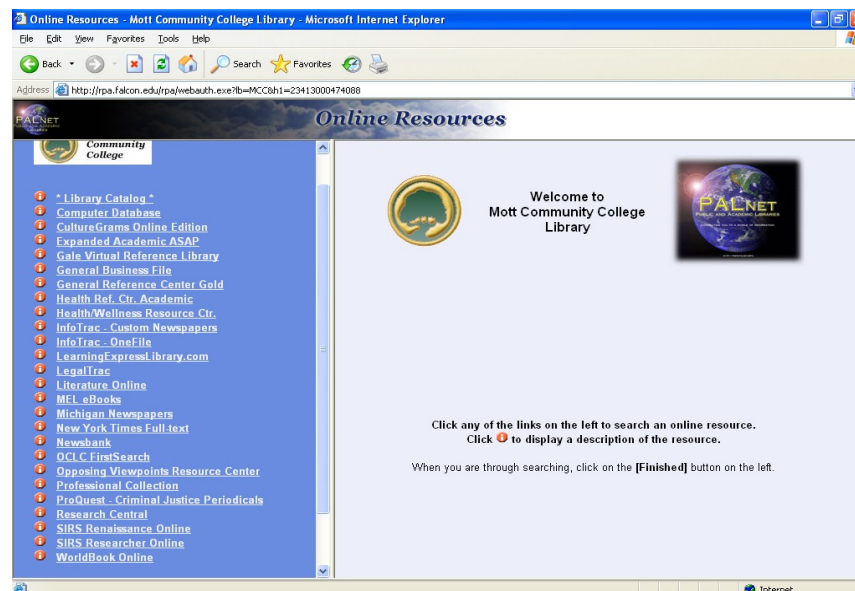 Online Resources - Mott Community College Library - Microsoft Internet Explorer
File Edit View Favorites Tools Help
Back Search Favorites
Address http://rpa.falcon.edu/rpa/webauth.exe?lb=MCC&h1=23413000474088
PALNET
Online Resources
Community
College
* Library Catalog *
Computer Database
CultureGrams Online Edition
Expanded Academic ASAP
Gale Virtual Reference Library
General Business File
General Reference Center Gold
Health Ref. Ctr. Academic
Health/Wellness Resource Ctr.
InfoTrac - Custom Newspapers
InfoTrac - OneFile
LearningExpressLibrary.com
LegalTrac
Literature Online
MEL eBooks
Michigan Newspapers
New York Times Full-text
Newsbank
OCLC FirstSearch
Opposing Viewpoints Resource Center
Professional Collection
ProQuest - Criminal Justice Periodicals
Research Central
SIRS Renaissance Online
SIRS Researcher Online
WorldBook Online
Welcome to
Mott Community College
Library
PALNET
PUBLIC AND ACADEMIC LIBRARIES
Click any of the links on the left to search an online resource.
Click to display a description of the resource.
When you are through searching, click on the [Finished] button on the left.
Internet